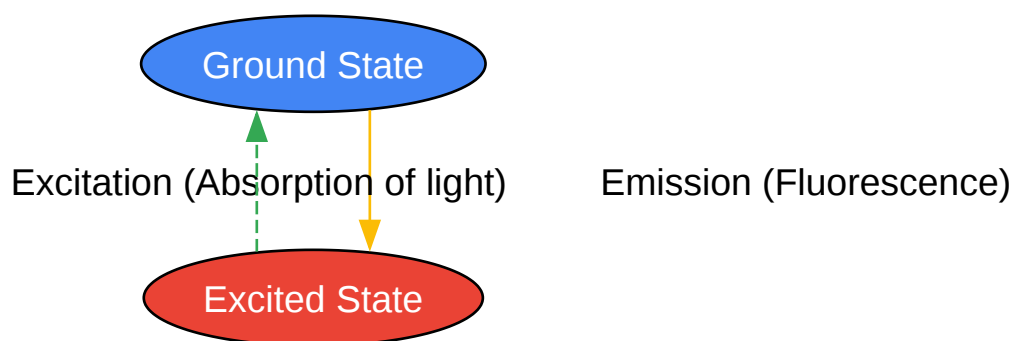 Ground State
Excitation (Absorption of light)
Emission (Fluorescence)
Excited State